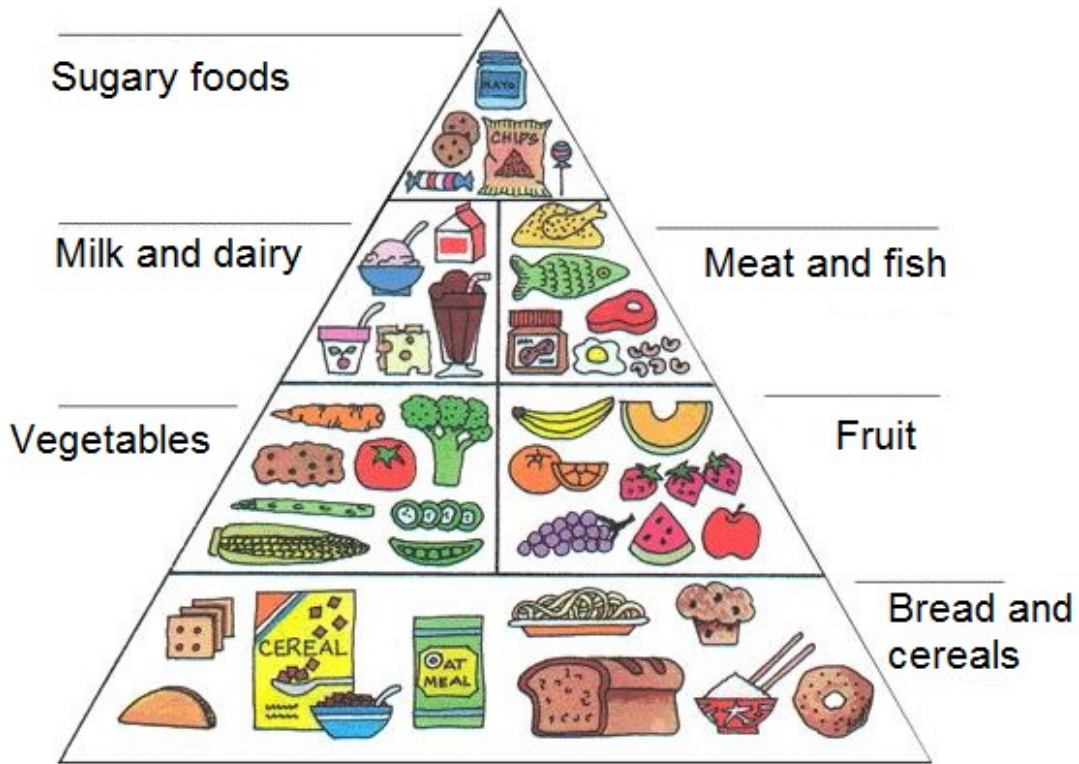 Sugary foods
MAYO
CHIPS
Milk and dairy
Meat and fish
Vegetables
Fruit
Bread and
cereals
CEREAL
OAT
MEAL